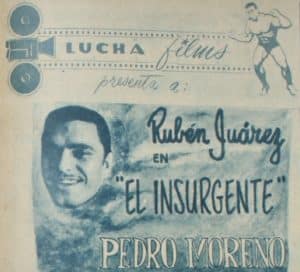 LUCHA films
presenta a:
Rubén Juárez
EN
"EL INSURGENTE"
PEDRO MORENO